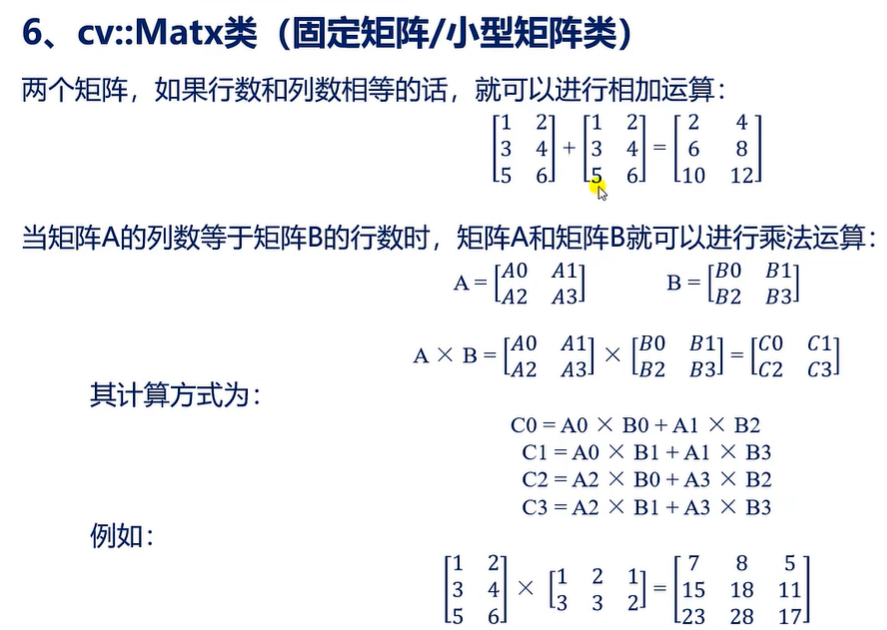 6、cv::Matx类（固定矩阵/小型矩阵类）
两个矩阵，如果行数和列数相等的话，就可以进行相加运算：
[1 2] + [1 2] = [2 4]
[3 4] [3 4] [6 8]
[5 6] [5 6] [10 12]
当矩阵A的列数等于矩阵B的行数时，矩阵A和矩阵B就可以进行乘法运算：
A = [A0 A1] B = [B0 B1]
[A2 A3] [B2 B3]
A × B = [A0 A1] × [B0 B1] = [C0 C1]
[A2 A3] [B2 B3] [C2 C3]
其计算方式为：
C0 = A0 × B0 + A1 × B2
C1 = A0 × B1 + A1 × B3
C2 = A2 × B0 + A3 × B2
C3 = A2 × B1 + A3 × B3
例如：
[1 2] × [1 2 1] = [7 8 5]
[3 4] [3 3 2] [15 18 11]
[5 6] [23 28 17]